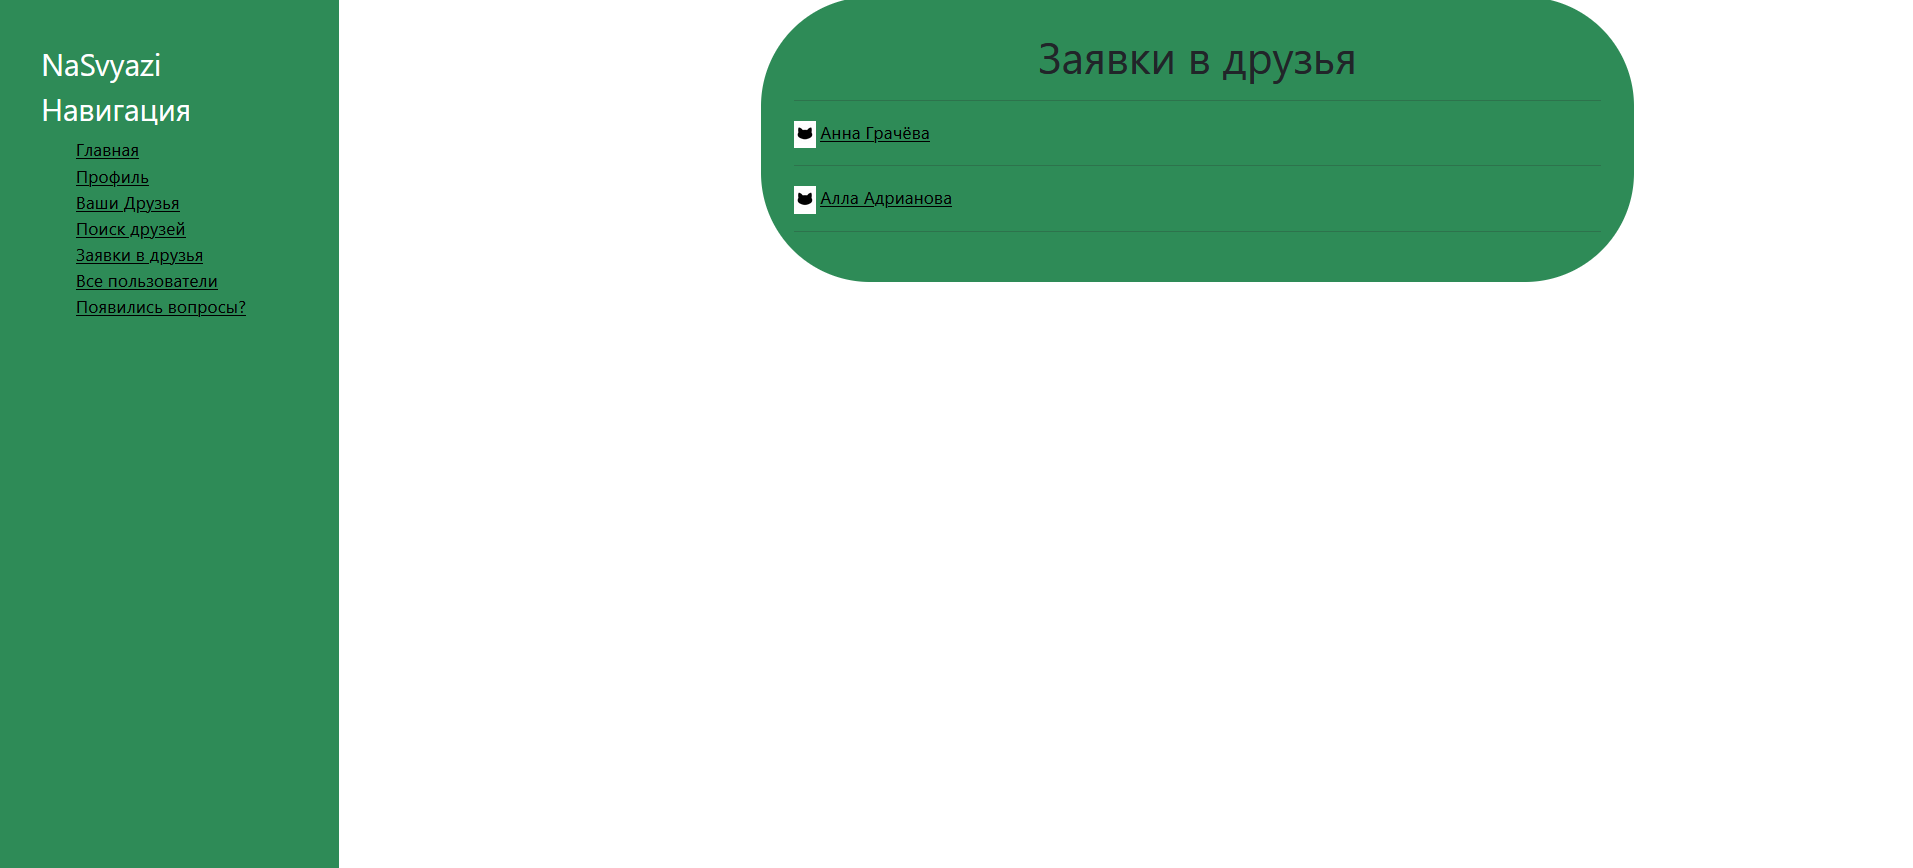 NaSvyazi
Навигация
Главная
Профиль
Ваши Друзья
Поиск друзей
Заявки в друзья
Все пользователи
Появились вопросы?
Заявки в друзья
Анна Грачёва
Алла Адрианова